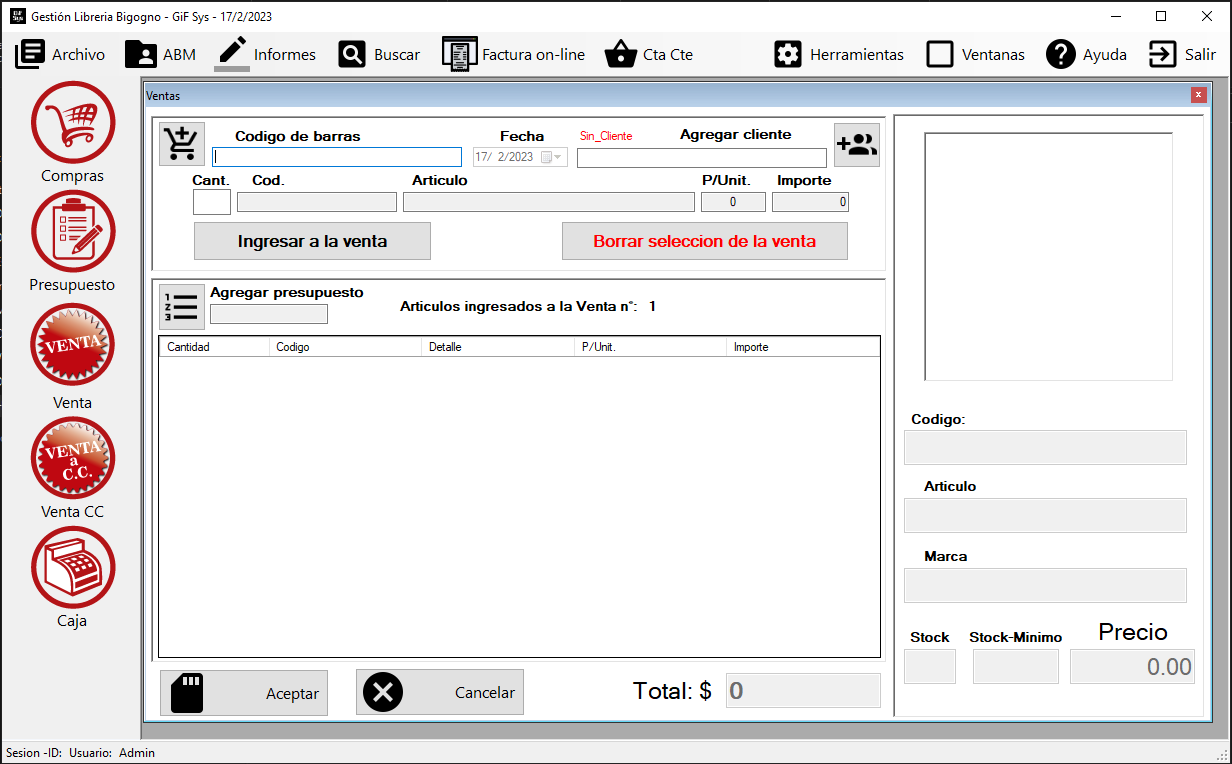 Gestión Libreria Bigogno - GiF Sys - 17/2/2023
Archivo ABM Informes Buscar Factura on-line Cta Cte Herramientas Ventanas Ayuda Salir
Compras
Presupuesto
VENTA
Venta
VENTA
a
C.C.
Venta CC
Caja
Ventas
Codigo de barras Fecha Sin_Cliente Agregar cliente
17/ 2/2023
Cant. Cod. Articulo P/Unit. Importe
0 0
Ingresar a la venta Borrar seleccion de la venta
Agregar presupuesto
Articulos ingresados a la Venta n°: 1
Cantidad Codigo Detalle P/Unit. Importe
Aceptar Cancelar Total: $ 0
Codigo:
Articulo
Marca
Stock Stock-Minimo Precio
0.00
Sesion -ID: Usuario: Admin